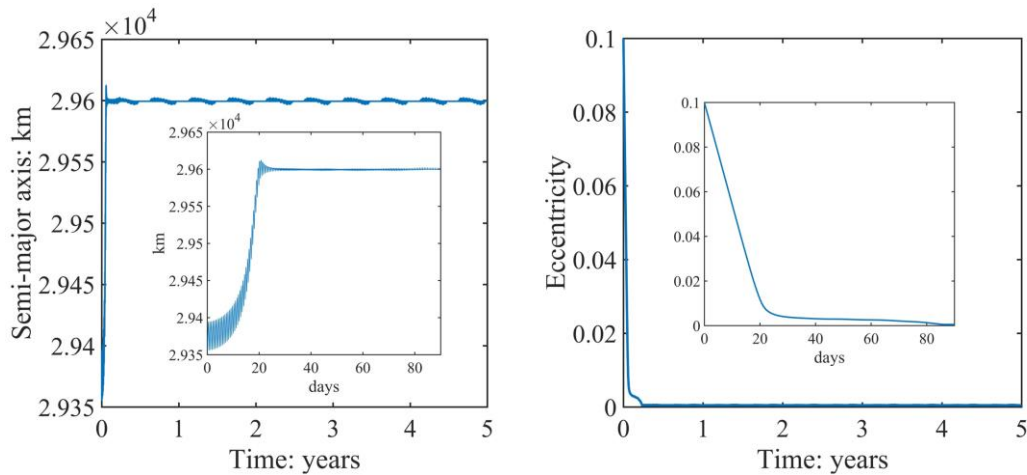 ×10⁴
2.965
2.96
2.955
2.95
2.945
2.94
2.935
Semi-major axis: km
0 1 2 3 4 5
Time: years
×10⁴
2.965
2.96
2.955
2.95
2.945
2.94
2.935
km
0 20 40 60 80
days
0.1
0.08
0.06
0.04
0.02
0
Eccentricity
0 1 2 3 4 5
Time: years
0.1
0.08
0.06
0.04
0.02
0
0 20 40 60 80
days